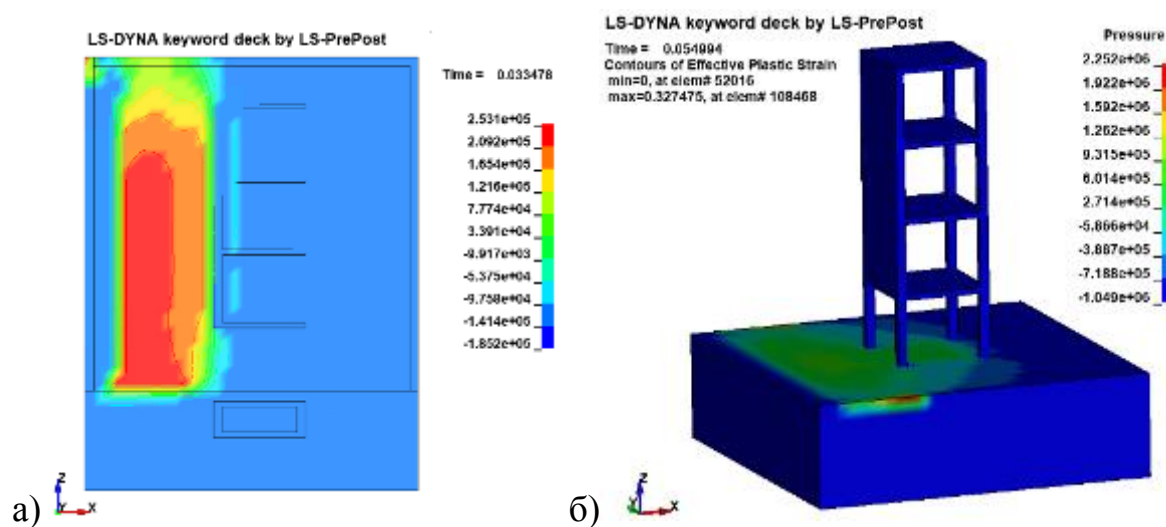 LS-DYNA keyword deck by LS-PrePost
Time = 0.033478
2.531e+05
2.092e+05
1.654e+05
1.216e+05
7.774e+04
3.391e+04
-9.917e+03
-5.375e+04
-9.758e+04
-1.414e+05
-1.852e+05
Z
Y X
а)
LS-DYNA keyword deck by LS-PrePost
Time = 0.054994
Contours of Effective Plastic Strain
min=0, at elem# 52016
max=0.327475, at elem# 108468
Pressure
2.252e+06
1.922e+06
1.592e+06
1.262e+06
9.315e+05
6.014e+05
2.714e+05
-5.866e+04
-3.887e+05
-7.188e+05
-1.049e+06
Z
Y X
б)